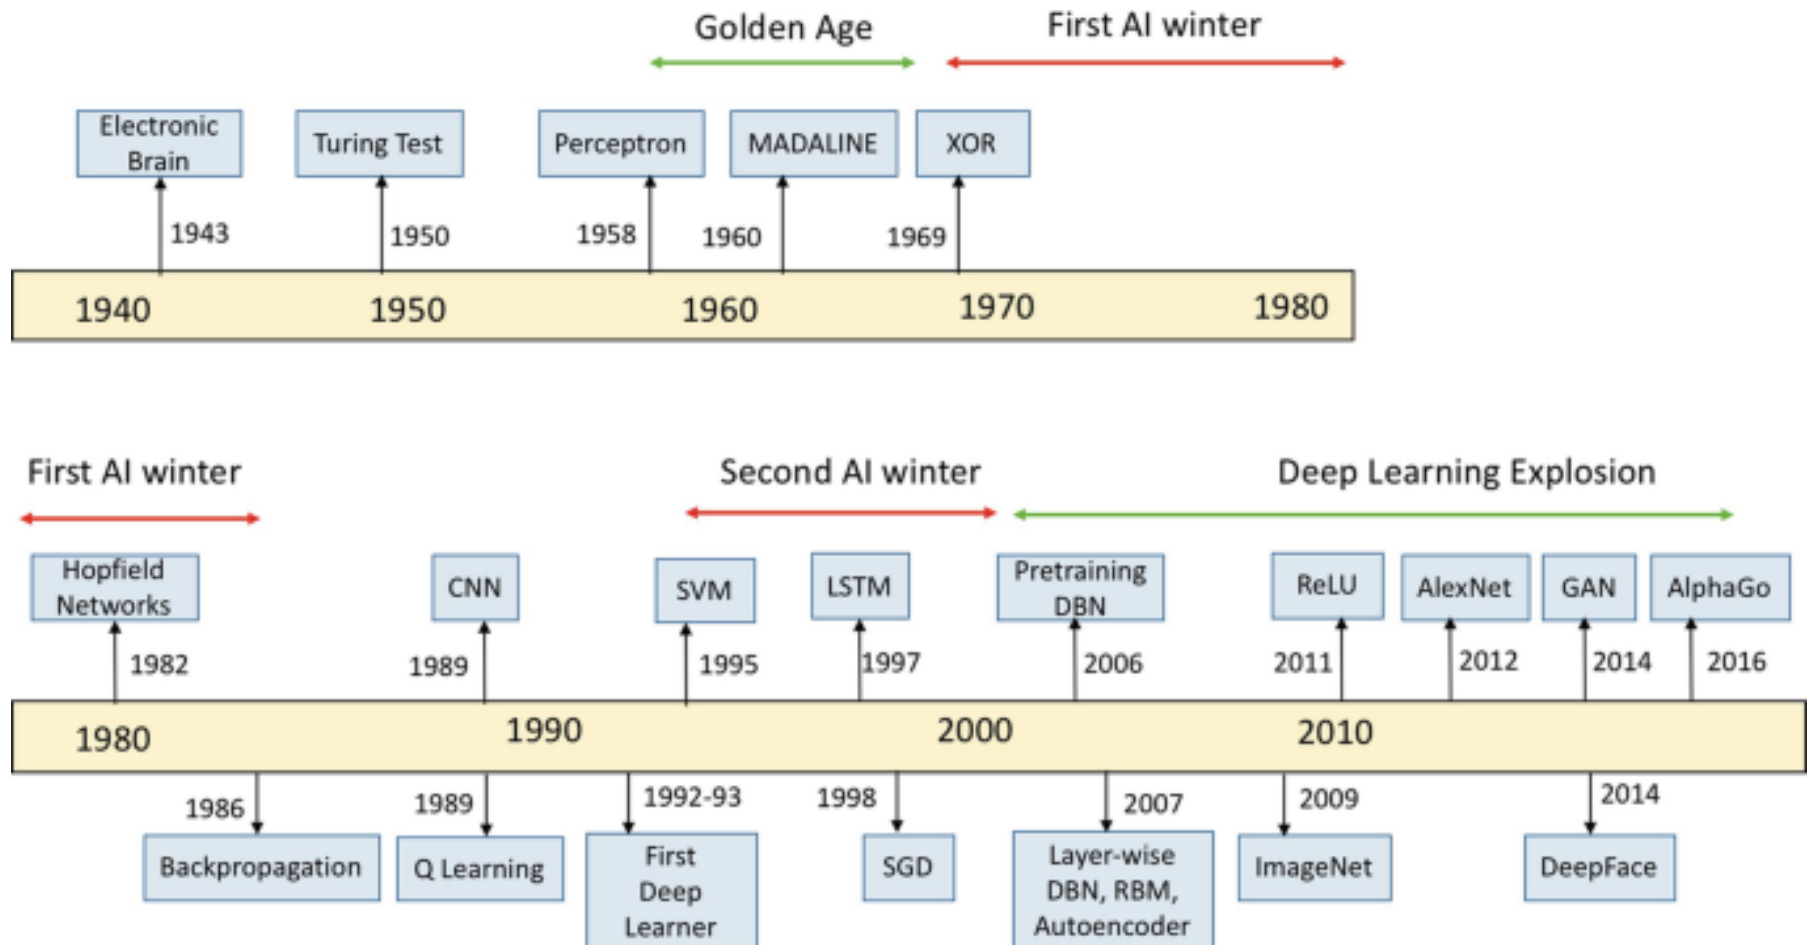 Golden Age
First AI winter
Electronic
Brain
Turing Test
Perceptron
MADALINE
XOR
1943
1950
1958
1960
1969
1940
1950
1960
1970
1980
First AI winter
Second AI winter
Deep Learning Explosion
Hopfield
Networks
CNN
SVM
LSTM
Pretraining
DBN
ReLU
AlexNet
GAN
AlphaGo
1982
1989
1995
1997
2006
2011
2012
2014
2016
1980
1990
2000
2010
1986
1989
1992-93
1998
2007
2009
2014
Backpropagation
Q Learning
First
Deep
Learner
SGD
Layer-wise
DBN, RBM,
Autoencoder
ImageNet
DeepFace